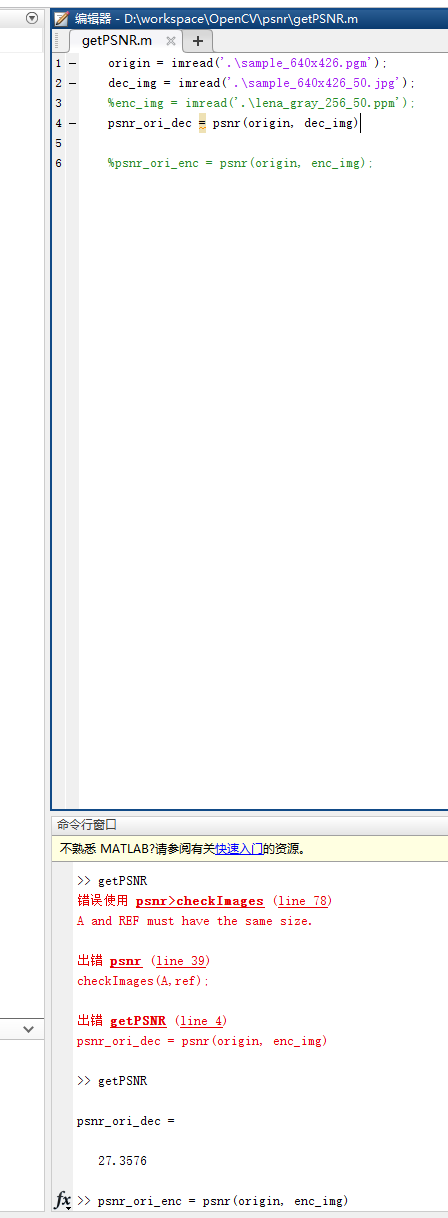 编辑器 - D:\workspace\OpenCV\psnr\getPSNR.m
getPSNR.m × +
1 — origin = imread('.\sample_640x426.pgm');
2 — dec_img = imread('.\sample_640x426_50.jpg');
3 %enc_img = imread('.\lena_gray_256_50.ppm');
4 — psnr_ori_dec = psnr(origin, dec_img)
5
6 %psnr_ori_enc = psnr(origin, enc_img);
命令行窗口
不熟悉 MATLAB?请参阅有关快速入门的资源。
>> getPSNR
错误使用 psnr>checkImages (line 78)
A and REF must have the same size.
出错 psnr (line 39)
checkImages(A,ref);
出错 getPSNR (line 4)
psnr_ori_dec = psnr(origin, enc_img)
>> getPSNR
psnr_ori_dec =
27.3576
fx >> psnr_ori_enc = psnr(origin, enc_img)